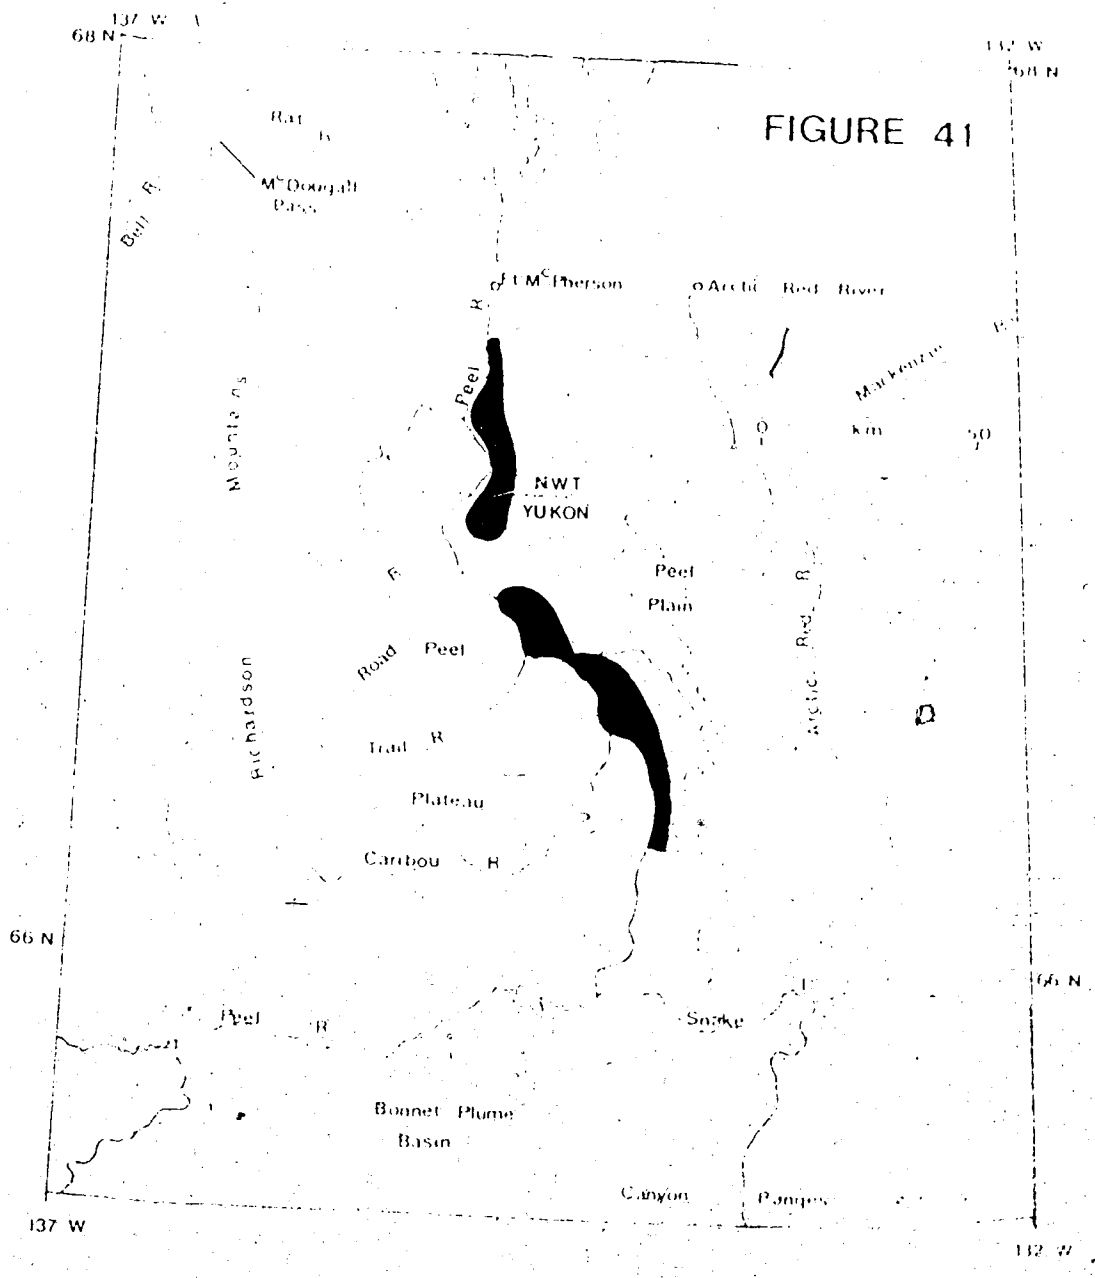 137 W
68 N
132 W
68 N
FIGURE 41
Rat R
McDougall
Pass
Bell R
Ft McPherson
Arctic Red River
Peel R
Mackenzie R
0 km 50
Richardson Mountains
NWT
YUKON
Peel
Plain
Arctic Red R
Road R
Peel
Trail R
Plateau
Caribou R
66 N
66 N
Peel R
Snake
Bonnet Plume
Basin
Canyon Ranges
137 W
132 W